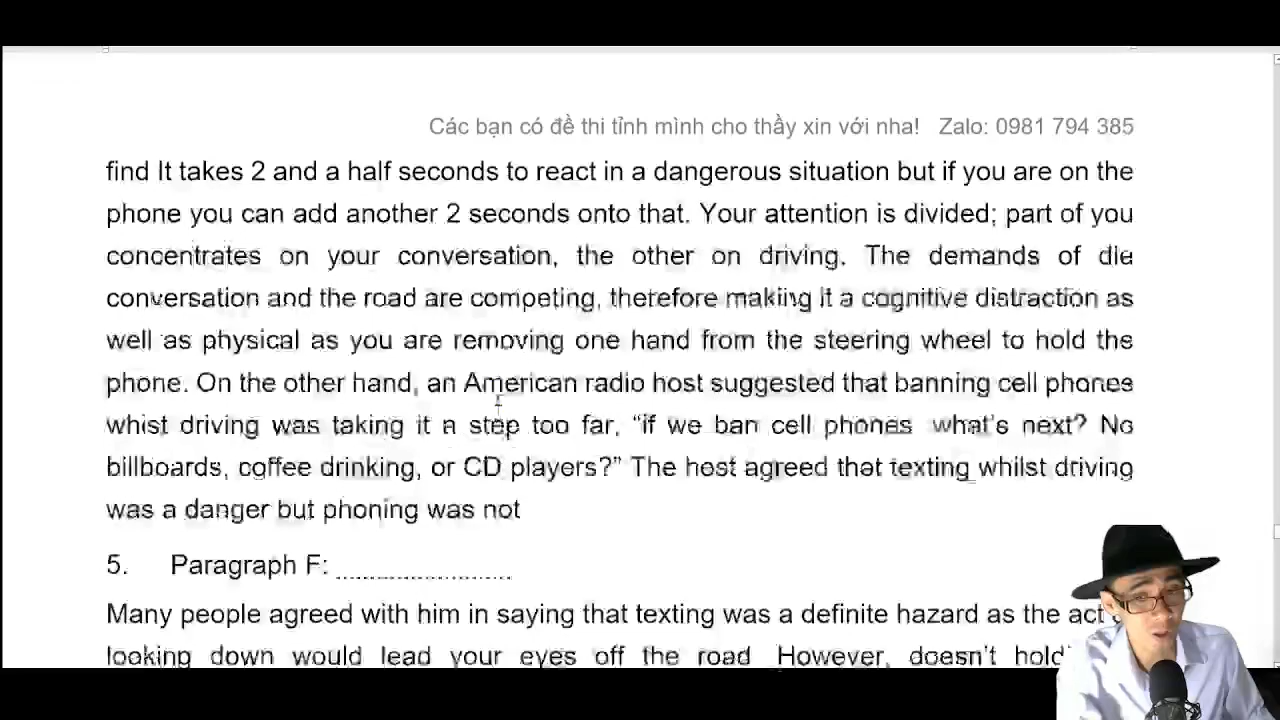 Các bạn có đề thi tỉnh mình cho thầy xin với nha! Zalo: 0981 794 385
find It takes 2 and a half seconds to react in a dangerous situation but if you are on the
phone you can add another 2 seconds onto that. Your attention is divided; part of you
concentrates on your conversation, the other on driving. The demands of die
conversation and the road are competing, therefore making it a cognitive distraction as
well as physical as you are removing one hand from the steering wheel to hold the
phone. On the other hand, an American radio host suggested that banning cell phones
whist driving was taking it a step too far, “if we ban cell phones what's next? No
billboards, coffee drinking, or CD players?” The host agreed that texting whilst driving
was a danger but phoning was not
5. Paragraph F: ........................
Many people agreed with him in saying that texting was a definite hazard as the act
looking down would lead your eyes off the road However, doesn't